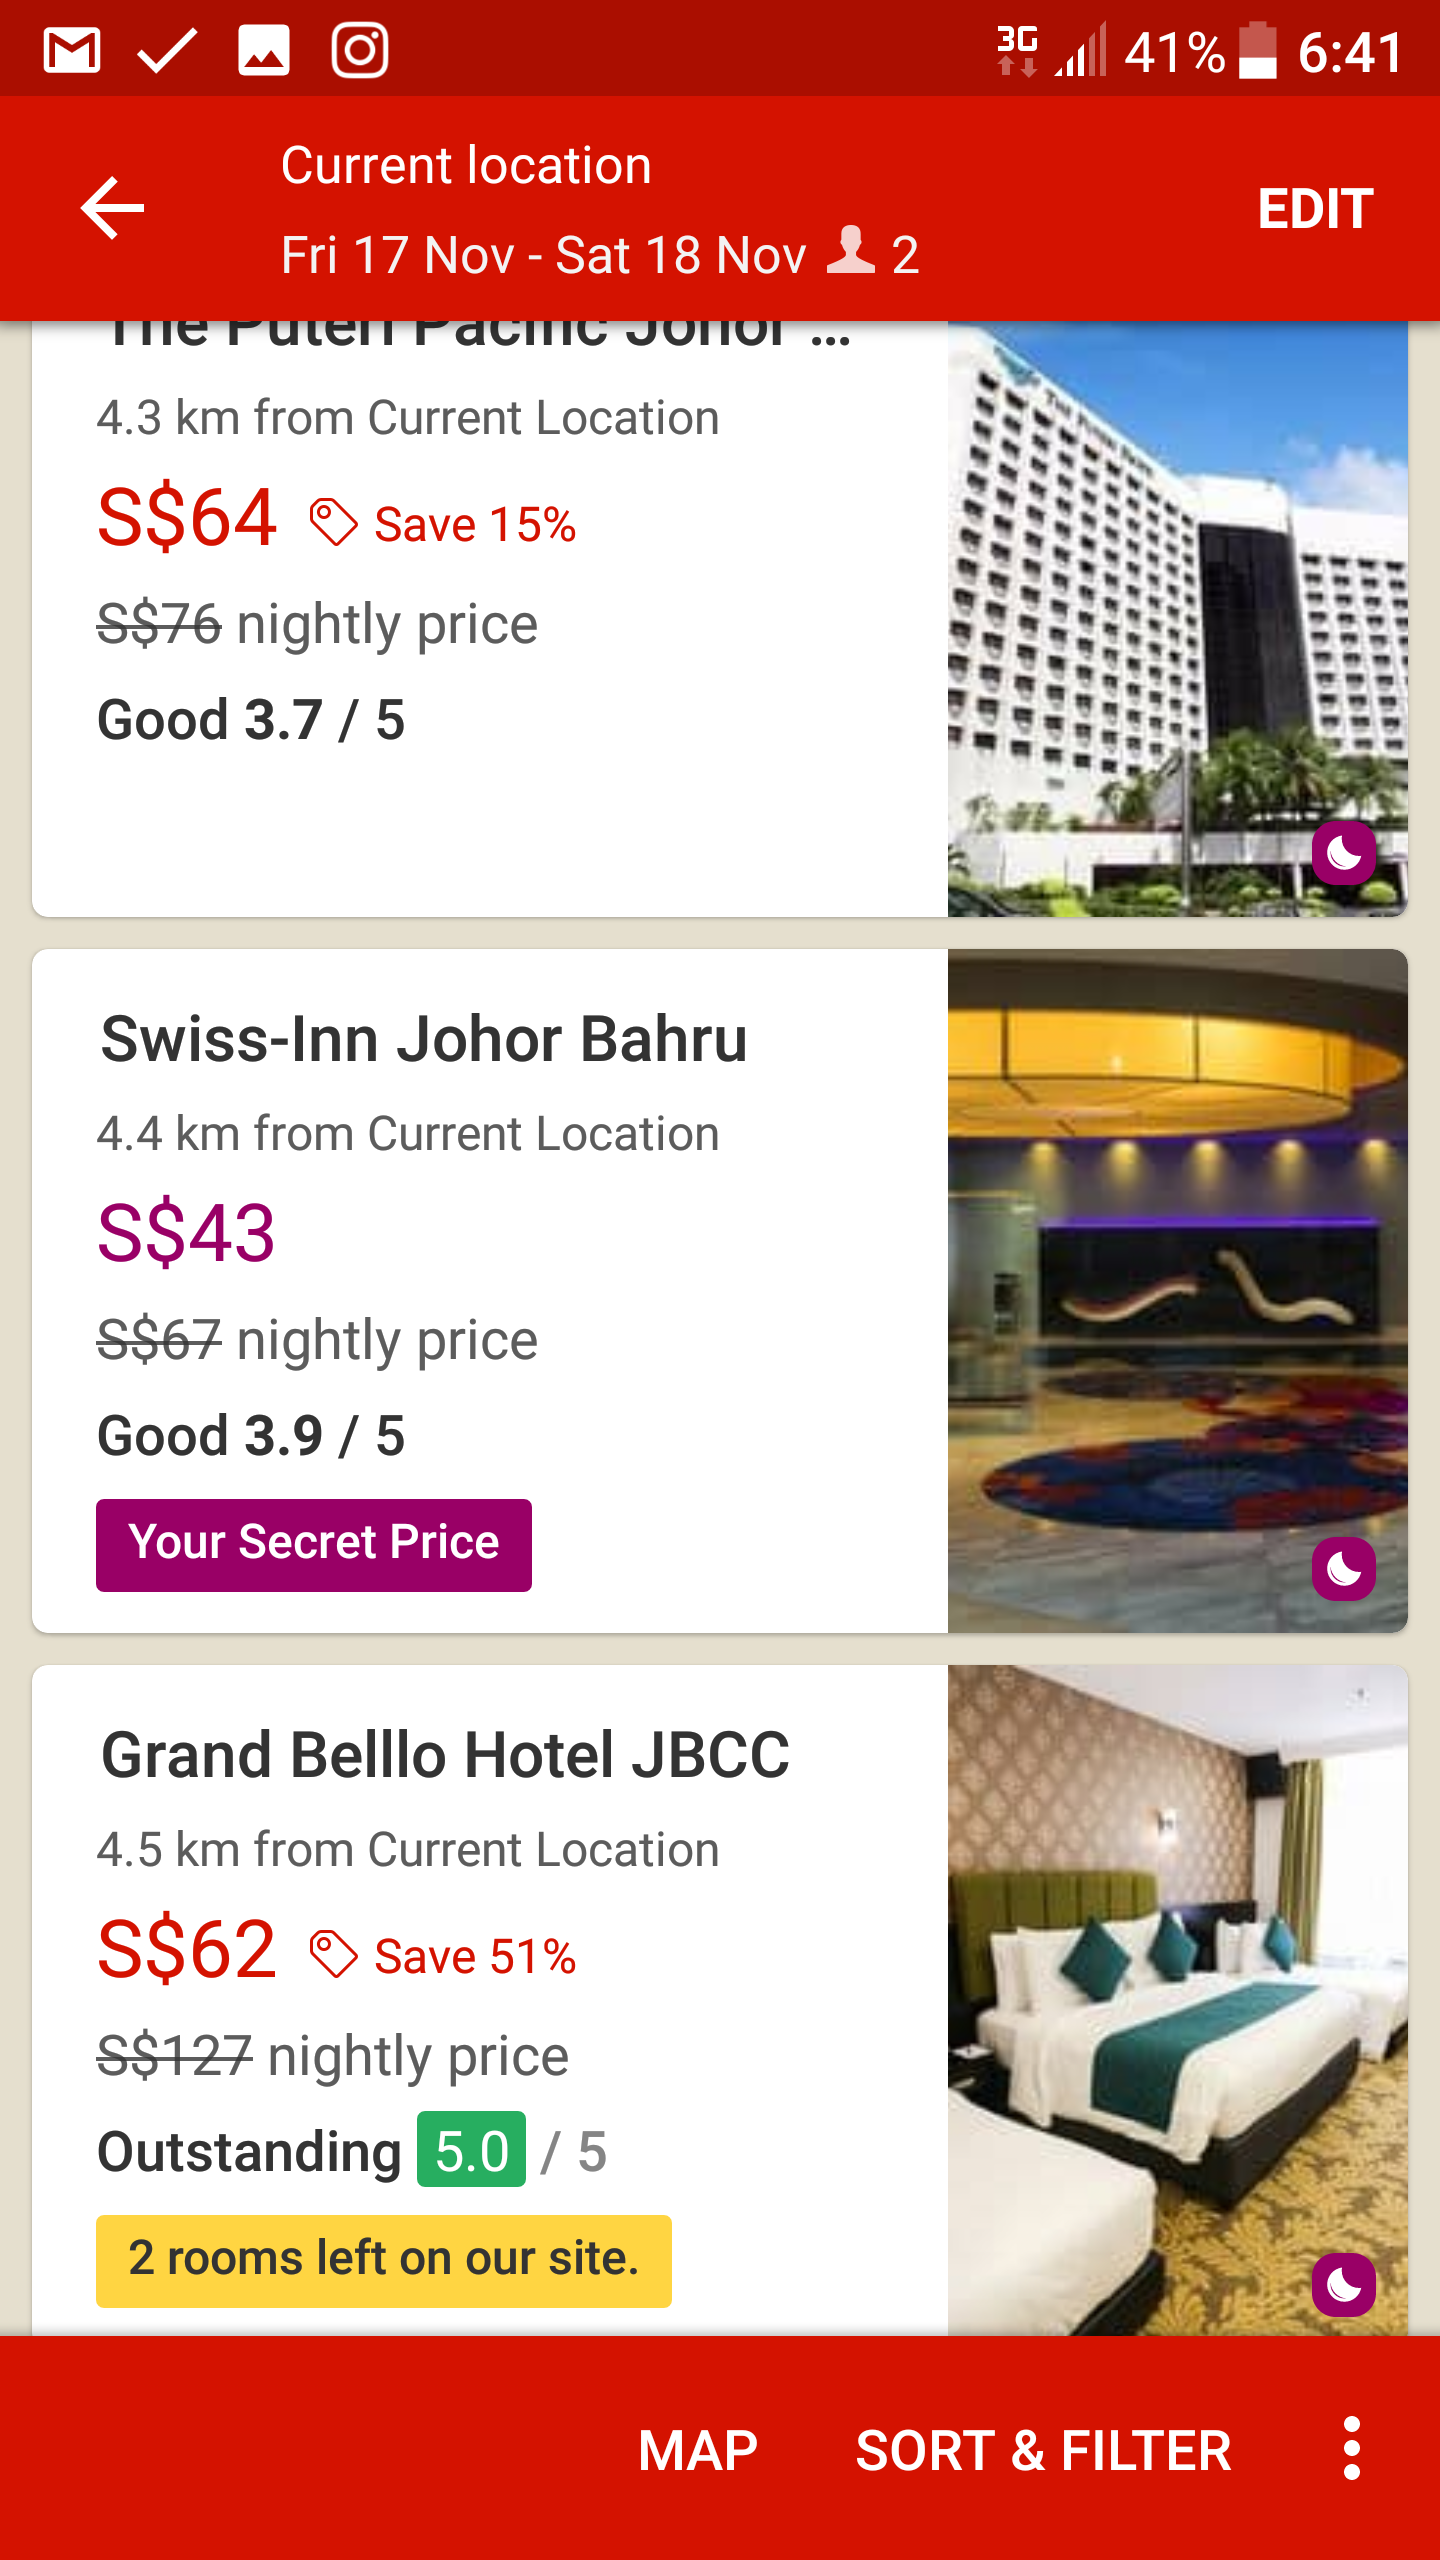 3G 41% 6:41
Current location
Fri 17 Nov - Sat 18 Nov 2
EDIT
The Puteri Pacific Johor ...
4.3 km from Current Location
S$64 Save 15%
S$76 nightly price
Good 3.7 / 5
Swiss-Inn Johor Bahru
4.4 km from Current Location
S$43
S$67 nightly price
Good 3.9 / 5
Your Secret Price
Grand Belllo Hotel JBCC
4.5 km from Current Location
S$62 Save 51%
S$127 nightly price
Outstanding 5.0 / 5
2 rooms left on our site.
MAP SORT & FILTER